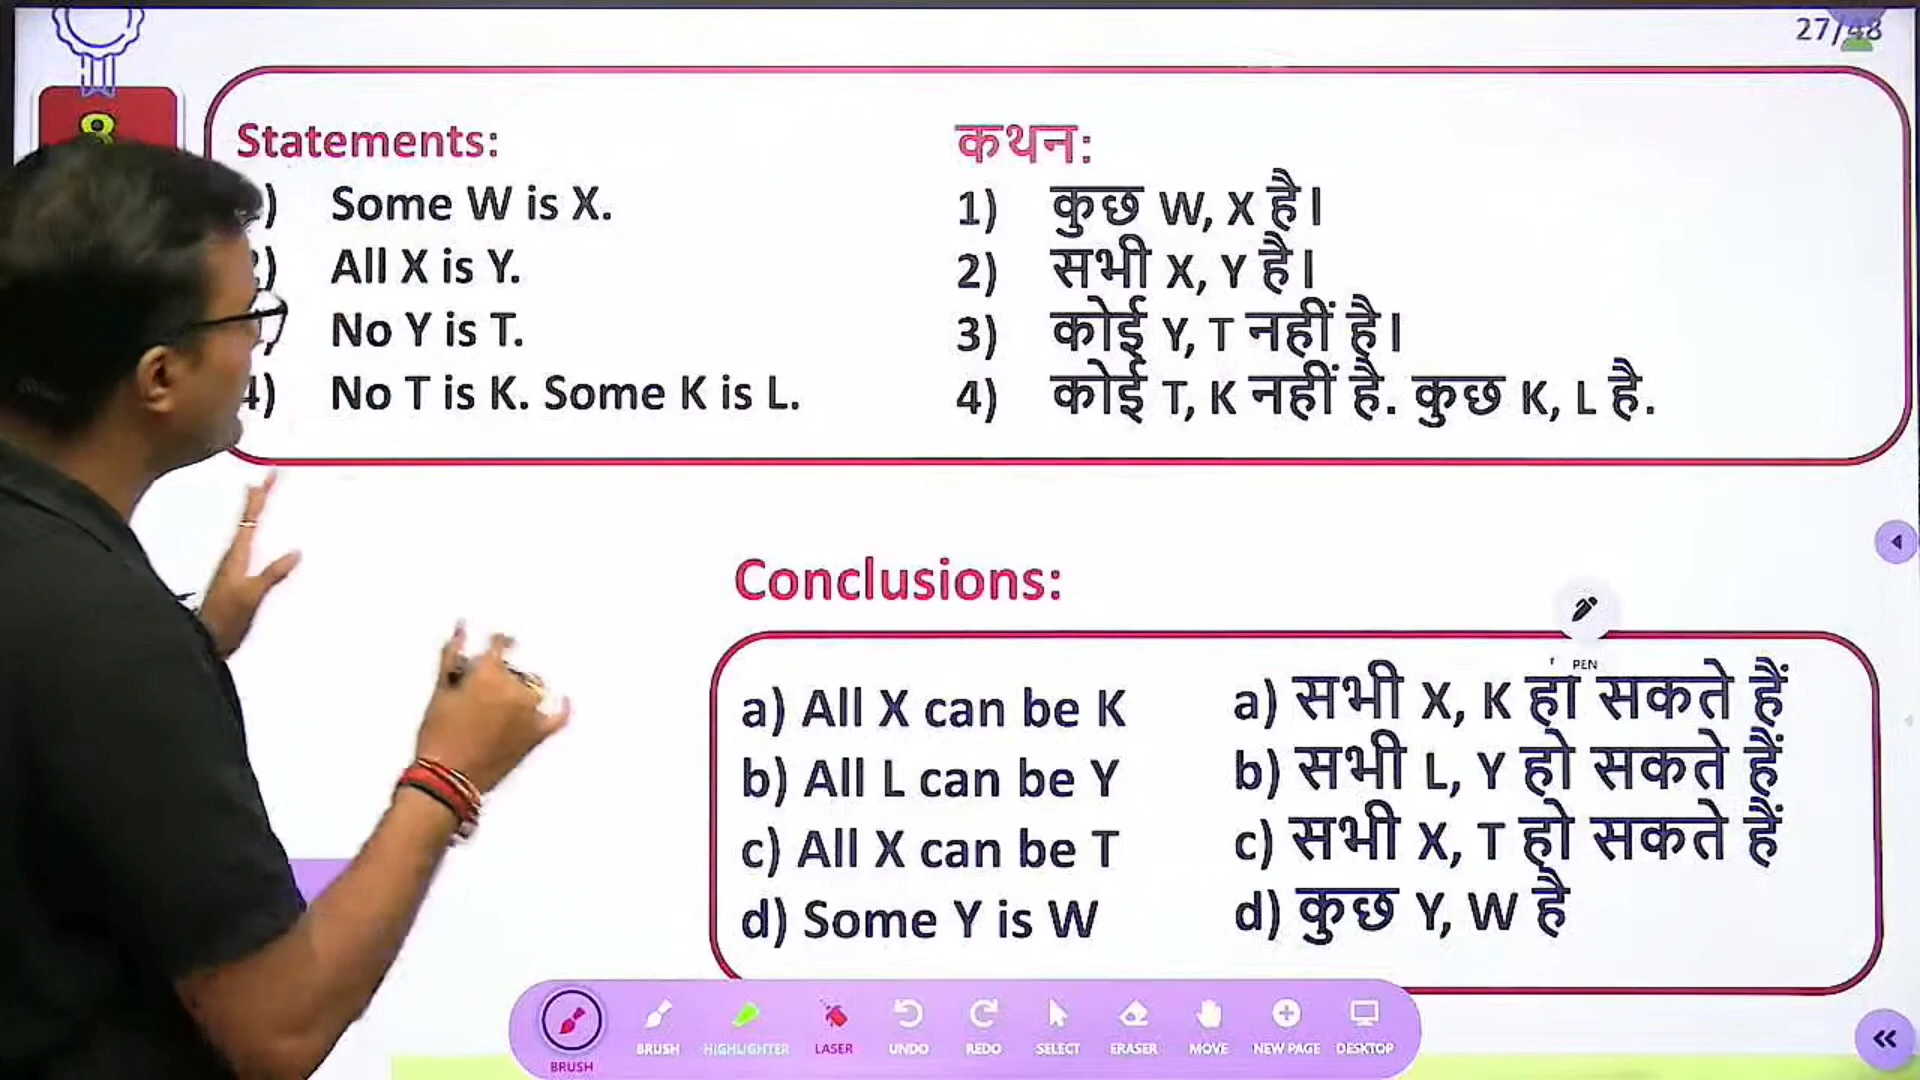 27/48
8
Statements:
) Some W is X.
) All X is Y.
No Y is T.
4) No T is K. Some K is L.
कथन:
1) कुछ W, X है।
2) सभी X, Y है।
3) कोई Y, T नहीं है।
4) कोई T, K नहीं है. कुछ K, L है.
Conclusions:
PEN
a) All X can be K
b) All L can be Y
c) All X can be T
d) Some Y is W
a) सभी X, K हो सकते हैं
b) सभी L, Y हो सकते हैं
c) सभी X, T हो सकते हैं
d) कुछ Y, W है
BRUSH
BRUSH
HIGHLIGHTER
LASER
UNDO
REDO
SELECT
ERASER
MOVE
NEW PAGE
DESKTOP